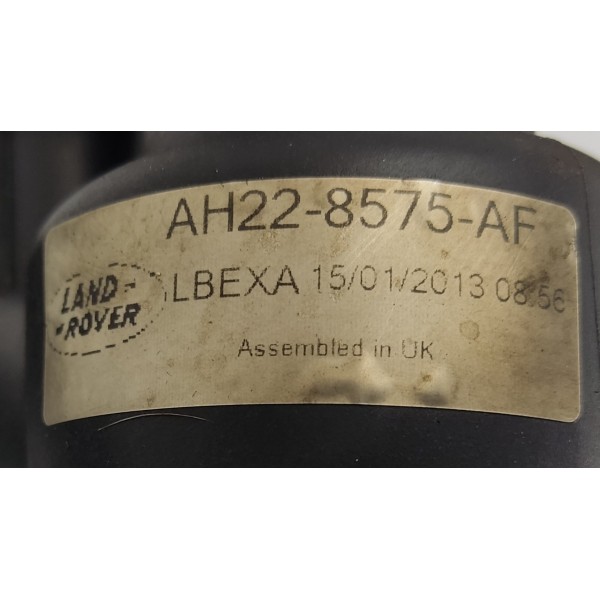 AH22-8575-AF
LAND-
-ROVER
LBEXA 15/01/2013 08:56
Assembled in UK